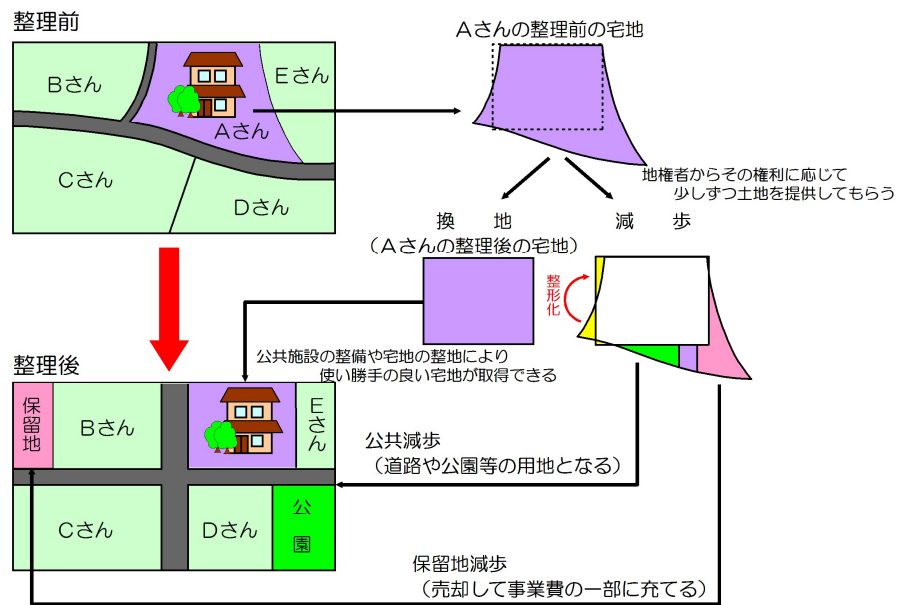 整理前
Bさん
Eさん
Aさん
Cさん
Dさん
Aさんの整理前の宅地
地権者からその権利に応じて
少しずつ土地を提供してもらう
換地
(Aさんの整理後の宅地)
減歩
整形化
公共施設の整備や宅地の整地により
使い勝手の良い宅地が取得できる
整理後
保留地
Bさん
Eさん
Cさん
Dさん
公園
公共減歩
(道路や公園等の用地となる)
保留地減歩
(売却して事業費の一部に充てる)